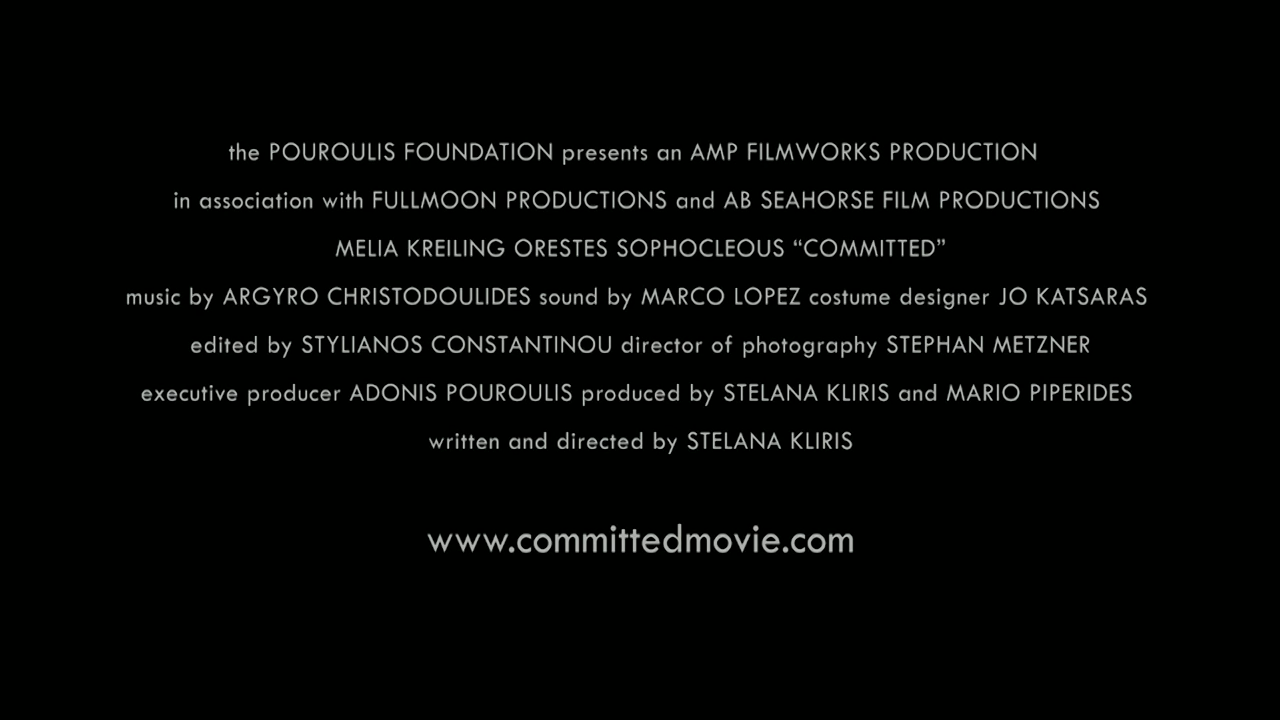 the POUROULIS FOUNDATION presents an AMP FILMWORKS PRODUCTION
in association with FULLMOON PRODUCTIONS and AB SEAHORSE FILM PRODUCTIONS
MELIA KREILING ORESTES SOPHOCLEOUS “COMMITTED”
music by ARGYRO CHRISTODOULIDES sound by MARCO LOPEZ costume designer JO KATSARAS
edited by STYLIANOS CONSTANTINOU director of photography STEPHAN METZNER
executive producer ADONIS POUROULIS produced by STELANA KLIRIS and MARIO PIPERIDES
written and directed by STELANA KLIRIS
www.committedmovie.com